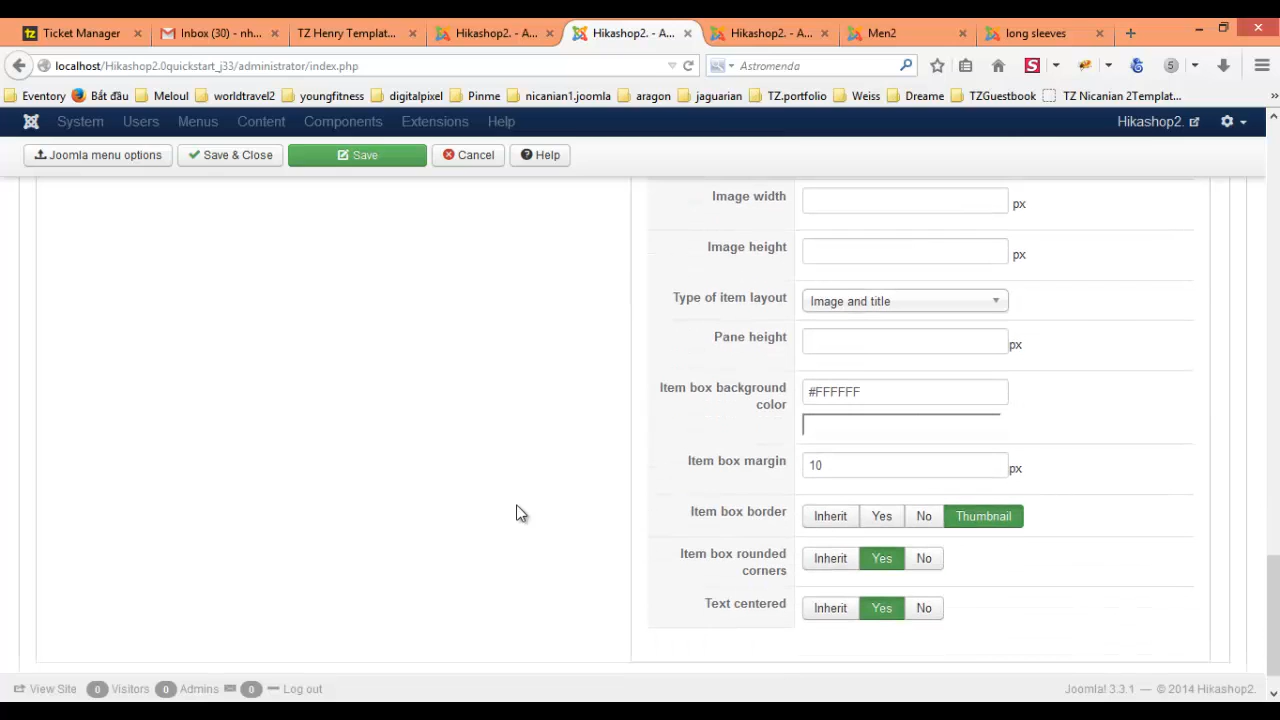 Ticket Manager
Inbox (30) - nh...
TZ Henry Templat...
Hikashop2. - A...
Hikashop2. - A...
Hikashop2. - A...
Men2
long sleeves
localhost/Hikashop2.0quickstart_j33/administrator/index.php
Astromenda
Eventory
Bắt đầu
Meloul
worldtravel2
youngfitness
digitalpixel
Pinme
nicanian1.joomla
aragon
jaguarian
TZ.portfolio
Weiss
Dreame
TZGuestbook
TZ Nicanian 2Templat...
System Users Menus Content Components Extensions Help
Hikashop2.
Joomla menu options
Save & Close
Save
Cancel
Help
Image width
px
Image height
px
Type of item layout
Image and title
Pane height
px
Item box background
color
#FFFFFF
Item box margin
10
px
Item box border
Inherit Yes No Thumbnail
Item box rounded
corners
Inherit Yes No
Text centered
Inherit Yes No
View Site
0 Visitors
0 Admins
0
Log out
Joomla! 3.3.1 — © 2014 Hikashop2.